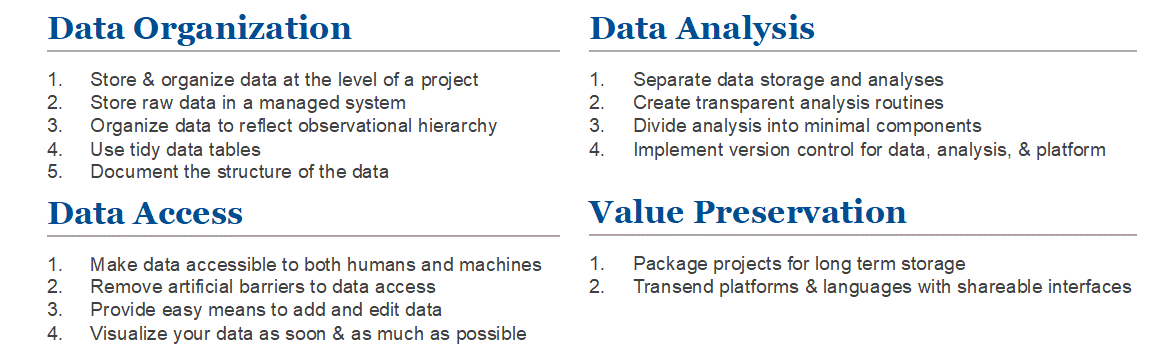 Data Organization
1. Store & organize data at the level of a project
2. Store raw data in a managed system
3. Organize data to reflect observational hierarchy
4. Use tidy data tables
5. Document the structure of the data
Data Access
1. Make data accessible to both humans and machines
2. Remove artificial barriers to data access
3. Provide easy means to add and edit data
4. Visualize your data as soon & as much as possible
Data Analysis
1. Separate data storage and analyses
2. Create transparent analysis routines
3. Divide analysis into minimal components
4. Implement version control for data, analysis, & platform
Value Preservation
1. Package projects for long term storage
2. Transend platforms & languages with shareable interfaces